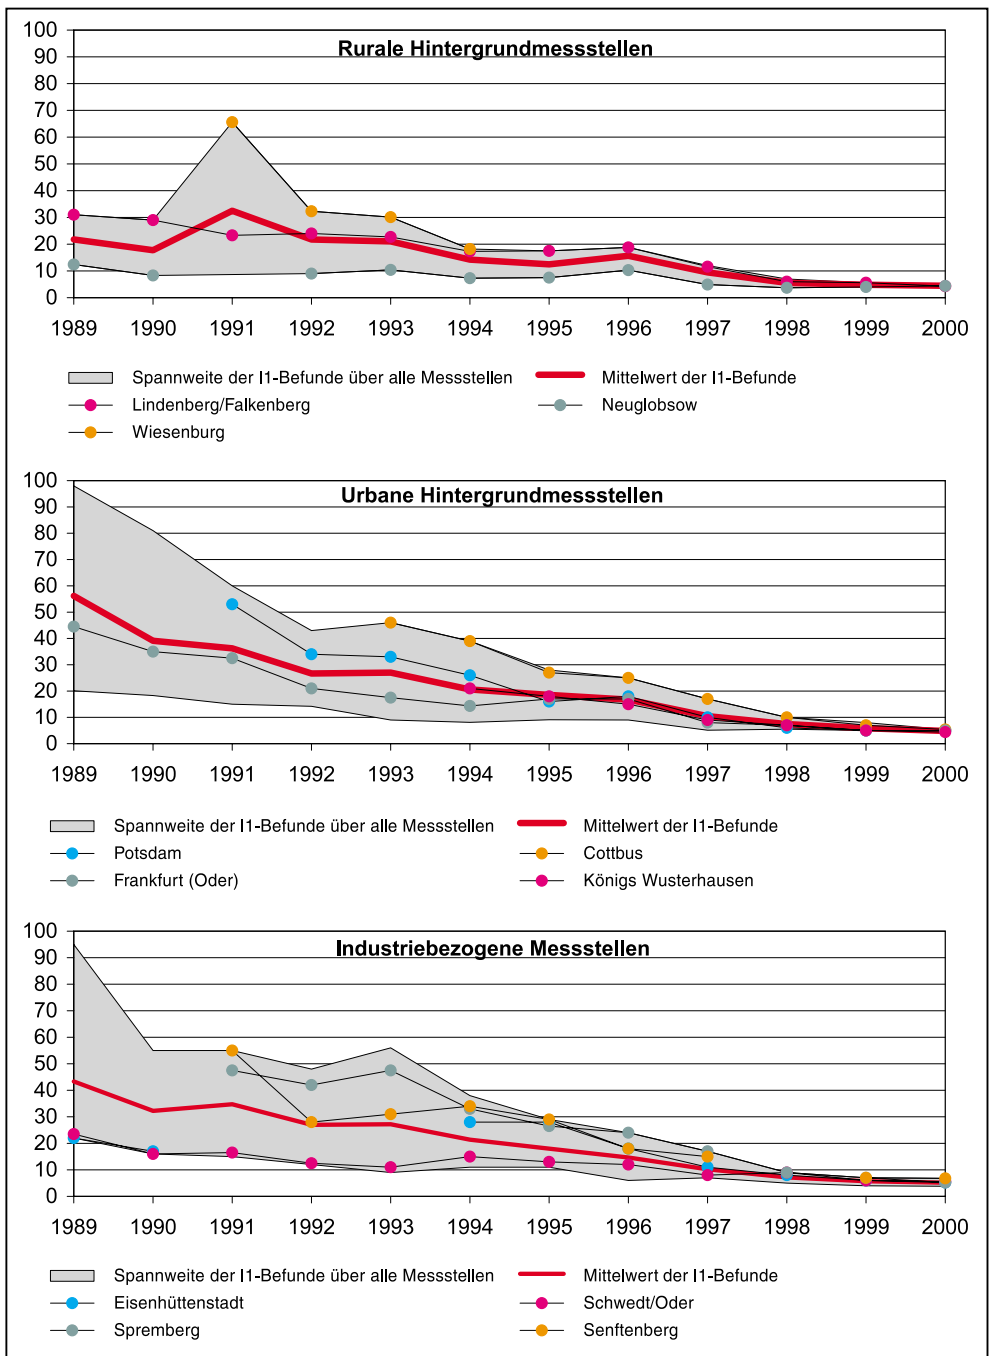 Rurale Hintergrundmessstellen
100
90
80
70
60
50
40
30
20
10
0
1989 1990 1991 1992 1993 1994 1995 1996 1997 1998 1999 2000
Spannweite der I1-Befunde über alle Messstellen Mittelwert der I1-Befunde
Lindenberg/Falkenberg Neuglobsow
Wiesenburg
Urbane Hintergrundmessstellen
100
90
80
70
60
50
40
30
20
10
0
1989 1990 1991 1992 1993 1994 1995 1996 1997 1998 1999 2000
Spannweite der I1-Befunde über alle Messstellen Mittelwert der I1-Befunde
Potsdam Cottbus
Frankfurt (Oder) Königs Wusterhausen
Industriebezogene Messstellen
100
90
80
70
60
50
40
30
20
10
0
1989 1990 1991 1992 1993 1994 1995 1996 1997 1998 1999 2000
Spannweite der I1-Befunde über alle Messstellen Mittelwert der I1-Befunde
Eisenhüttenstadt Schwedt/Oder
Spremberg Senftenberg